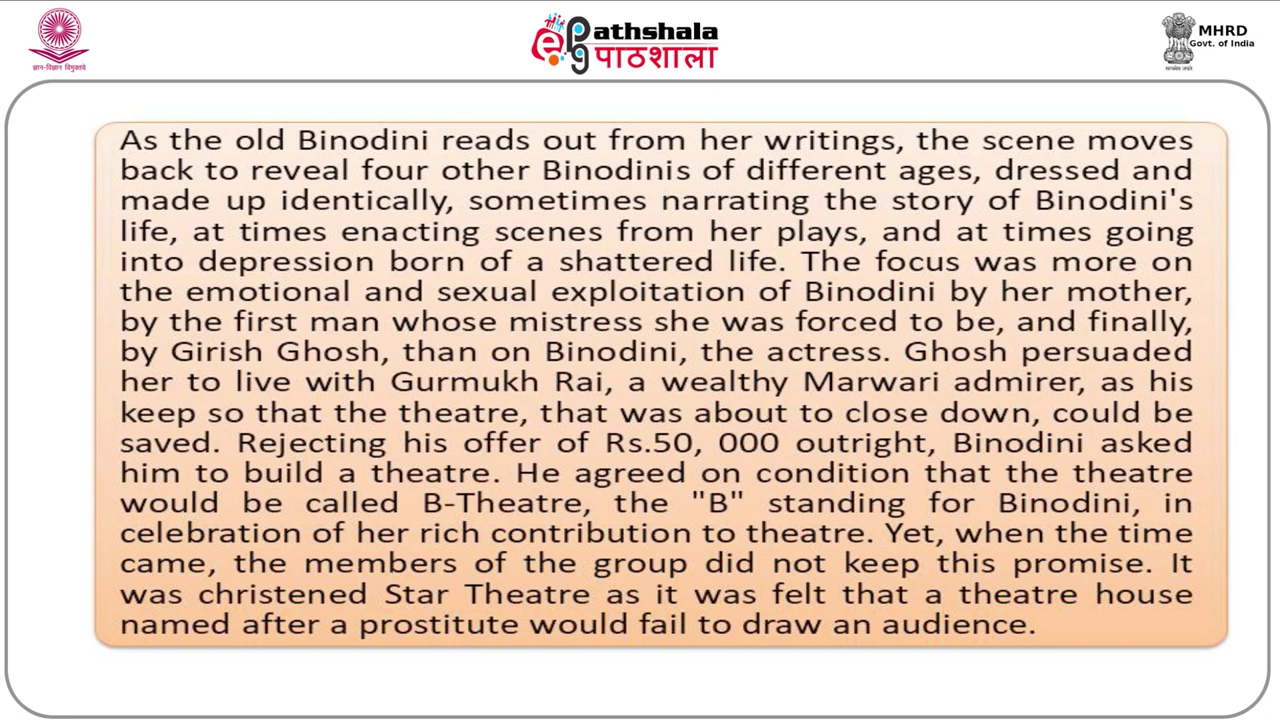 ज्ञान-विज्ञान विमुक्तये
ePathshala
पाठशाला
MHRD
Govt. of India
सत्यमेव जयते
As the old Binodini reads out from her writings, the scene moves
back to reveal four other Binodinis of different ages, dressed and
made up identically, sometimes narrating the story of Binodini's
life, at times enacting scenes from her plays, and at times going
into depression born of a shattered life. The focus was more on
the emotional and sexual exploitation of Binodini by her mother,
by the first man whose mistress she was forced to be, and finally,
by Girish Ghosh, than on Binodini, the actress. Ghosh persuaded
her to live with Gurmukh Rai, a wealthy Marwari admirer, as his
keep so that the theatre, that was about to close down, could be
saved. Rejecting his offer of Rs.50, 000 outright, Binodini asked
him to build a theatre. He agreed on condition that the theatre
would be called B-Theatre, the "B" standing for Binodini, in
celebration of her rich contribution to theatre. Yet, when the time
came, the members of the group did not keep this promise. It
was christened Star Theatre as it was felt that a theatre house
named after a prostitute would fail to draw an audience.